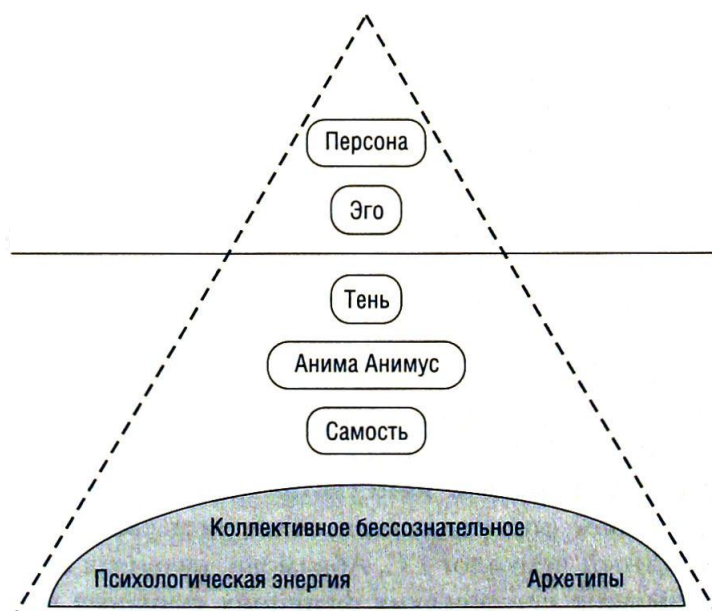 Персона
Эго
Тень
Анима Анимус
Самость
Коллективное бессознательное
Психологическая энергия Архетипы